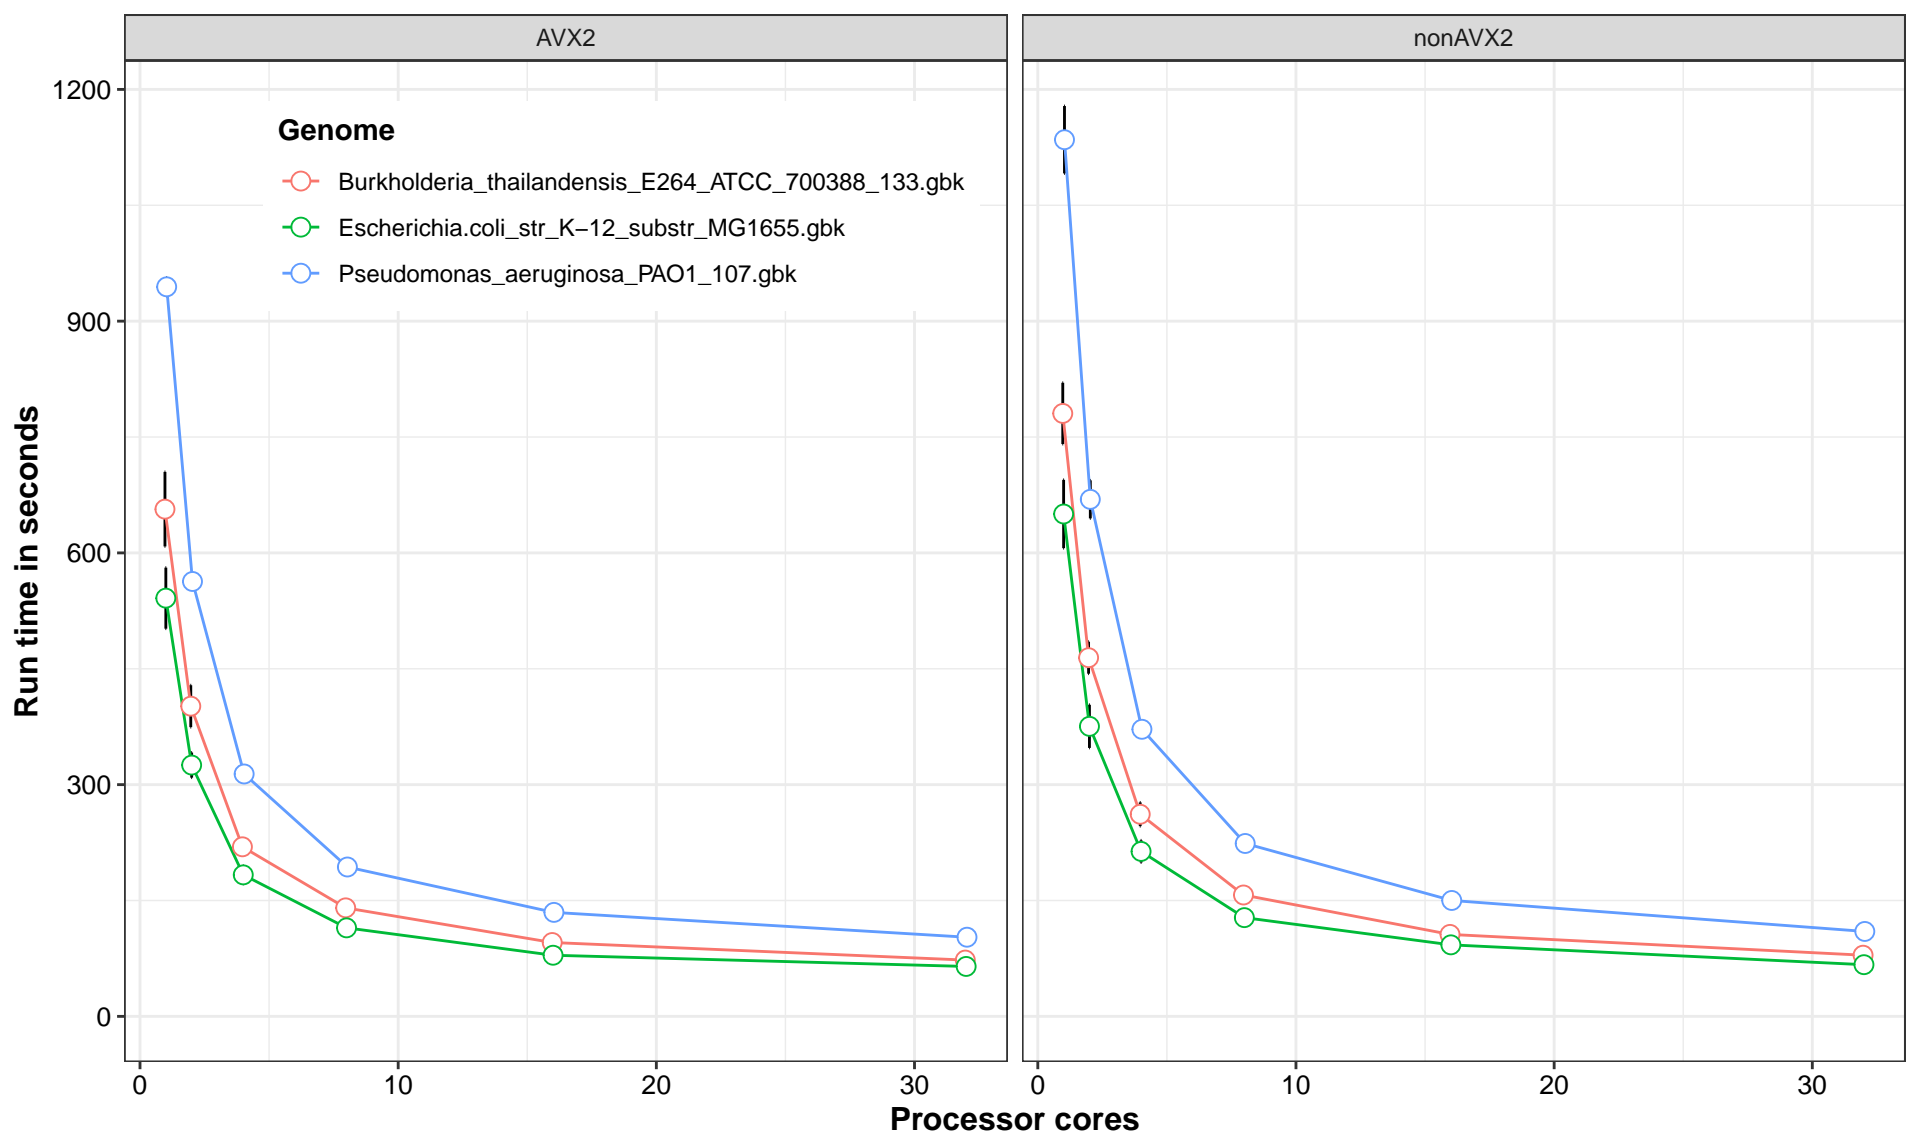 AVX2
nonAVX2
1200
900
600
300
0
Run time in seconds
Genome
Burkholderia_thailandensis_E264_ATCC_700388_133.gbk
Escherichia.coli_str_K−12_substr_MG1655.gbk
Pseudomonas_aeruginosa_PAO1_107.gbk
0 10 20 30
0 10 20 30
Processor cores